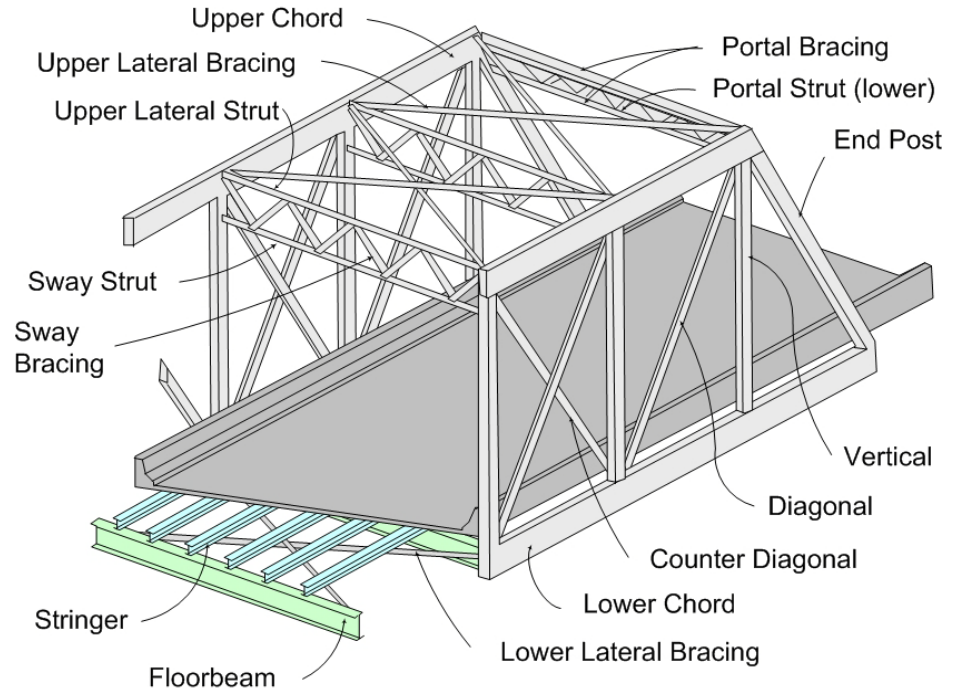 Upper Chord
Portal Bracing
Upper Lateral Bracing
Portal Strut (lower)
Upper Lateral Strut
End Post
Sway Strut
Sway
Bracing
Vertical
Diagonal
Counter Diagonal
Lower Chord
Stringer
Lower Lateral Bracing
Floorbeam